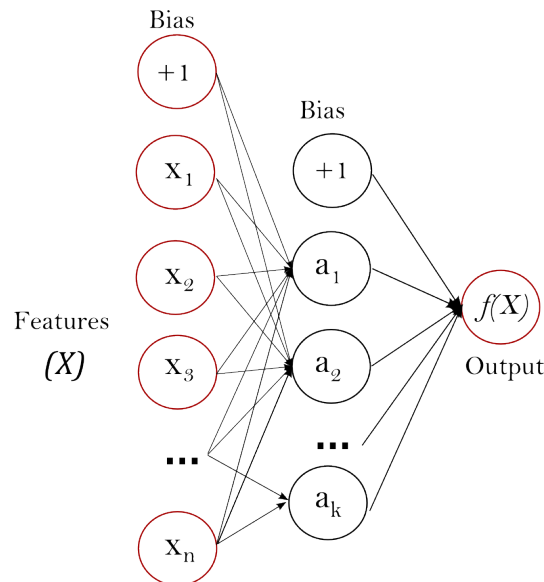 Bias
+1
x1
x2
x3
...
xn
Features
(X)
Bias
+1
a1
a2
...
ak
f(X)
Output